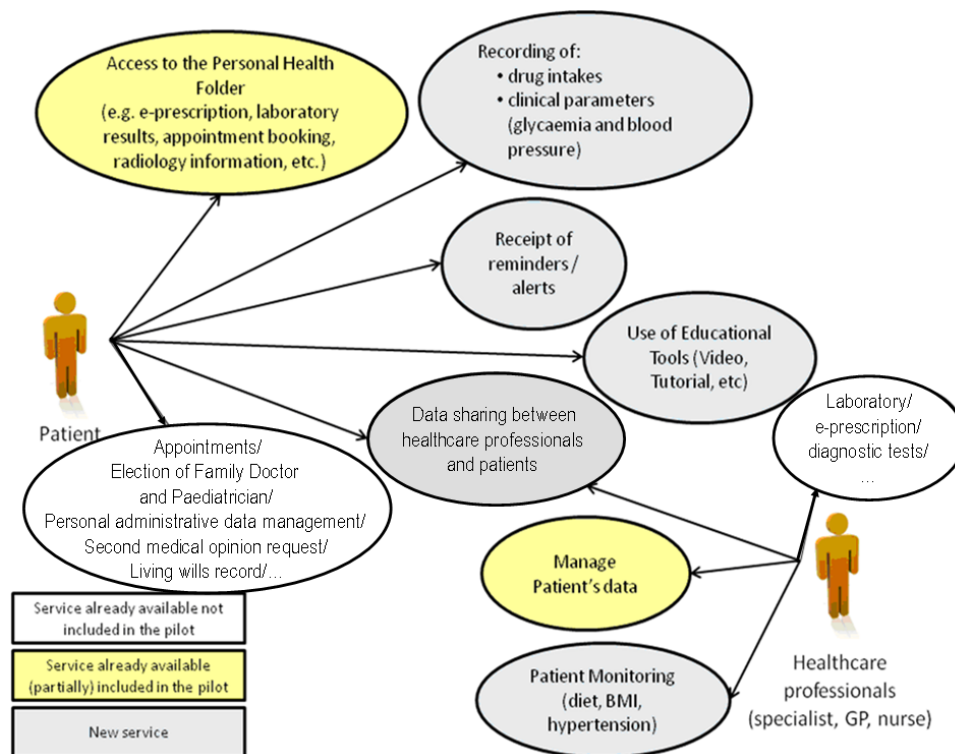 Access to the Personal Health
Folder
(e.g. e-prescription, laboratory
results, appointment booking,
radiology information, etc.)
Recording of:
• drug intakes
• clinical parameters
(glycaemia and blood
pressure)
Receipt of
reminders /
alerts
Use of Educational
Tools (Video,
Tutorial, etc)
Patient
Data sharing between
healthcare professionals
and patients
Laboratory/
e-prescription/
diagnostic tests/
...
Appointments/
Election of Family Doctor
and Paediatrician/
Personal administrative data management/
Second medical opinion request/
Living wills record/...
Manage
Patient's data
Patient Monitoring
(diet, BMI,
hypertension)
Healthcare
professionals
(specialist, GP, nurse)
Service already available not
included in the pilot
Service already available
(partially) included in the pilot
New service